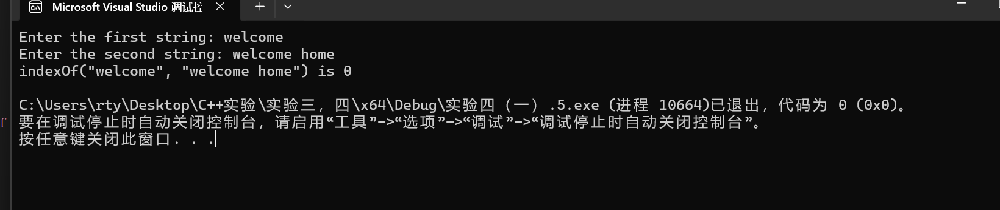 Microsoft Visual Studio 调试控
Enter the first string: welcome
Enter the second string: welcome home
indexOf("welcome", "welcome home") is 0
C:\Users\rty\Desktop\C++实验\实验三，四\x64\Debug\实验四（一）.5.exe (进程 10664)已退出，代码为 0 (0x0)。
要在调试停止时自动关闭控制台，请启用“工具”->“选项”->“调试”->“调试停止时自动关闭控制台”。
按任意键关闭此窗口. . .
f